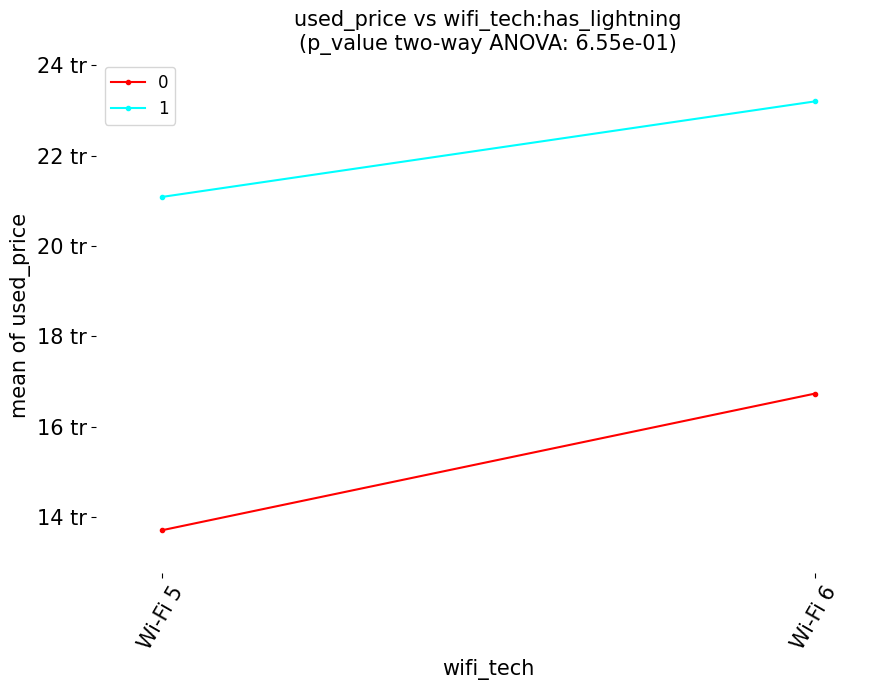 used_price vs wifi_tech:has_lightning
(p_value two-way ANOVA: 6.55e-01)
0
1
24 tr
22 tr
20 tr
18 tr
16 tr
14 tr
mean of used_price
Wi-Fi 5
Wi-Fi 6
wifi_tech